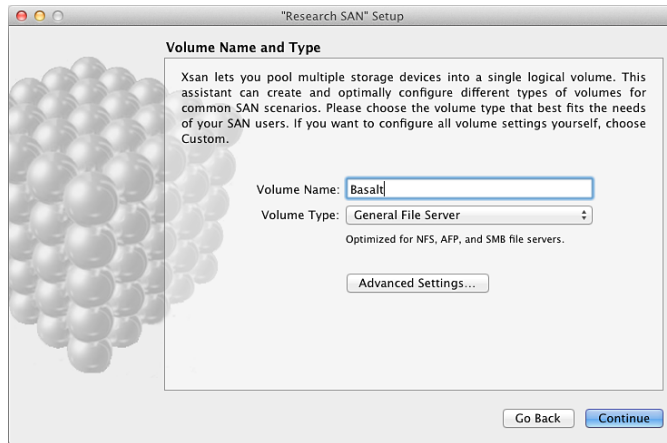 "Research SAN" Setup
Volume Name and Type
Xsan lets you pool multiple storage devices into a single logical volume. This
assistant can create and optimally configure different types of volumes for
common SAN scenarios. Please choose the volume type that best fits the needs
of your SAN users. If you want to configure all volume settings yourself, choose
Custom.
Volume Name: Basalt
Volume Type: General File Server
Optimized for NFS, AFP, and SMB file servers.
Advanced Settings...
Go Back Continue